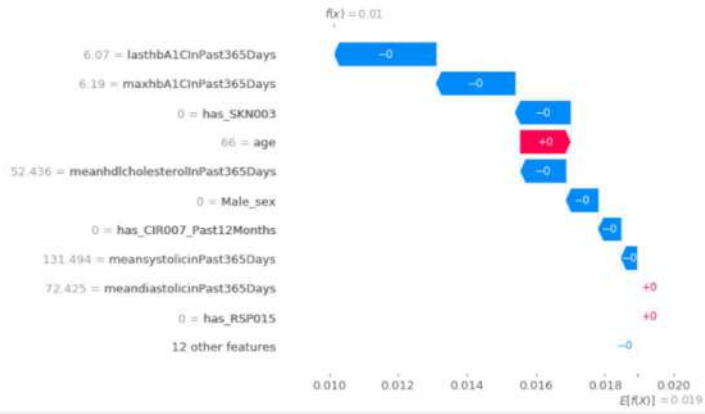 f(x) = 0.01
6.07 = lasthbA1CInPast365Days
−0
6.19 = maxhbA1CInPast365Days
−0
0 = has_SKN003
−0
66 = age
+0
52.436 = meanhdlcholesterolInPast365Days
−0
0 = Male_sex
−0
0 = has_CIR007_Past12Months
−0
131.494 = meansystolicinPast365Days
−0
72.425 = meandiastolicinPast365Days
+0
0 = has_RSP015
+0
12 other features
−0
0.010 0.012 0.014 0.016 0.018 0.020
E[f(X)] = 0.019